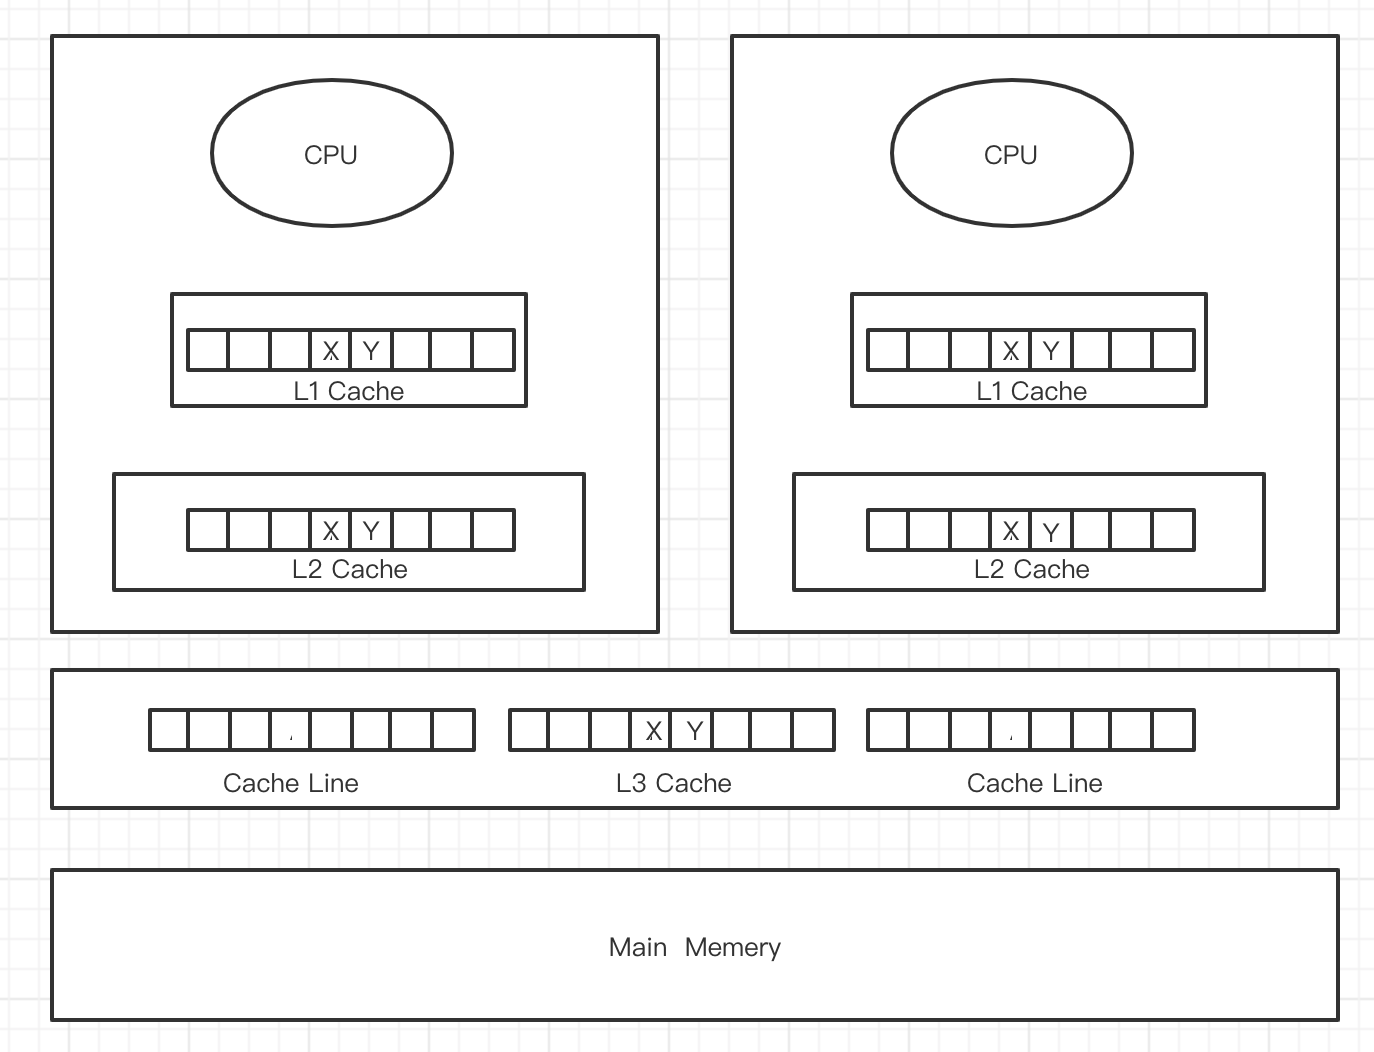 CPU
CPU
X Y
L1 Cache
X Y
L1 Cache
X Y
L2 Cache
X Y
L2 Cache
X Y
Cache Line
L3 Cache
Cache Line
Main Memery